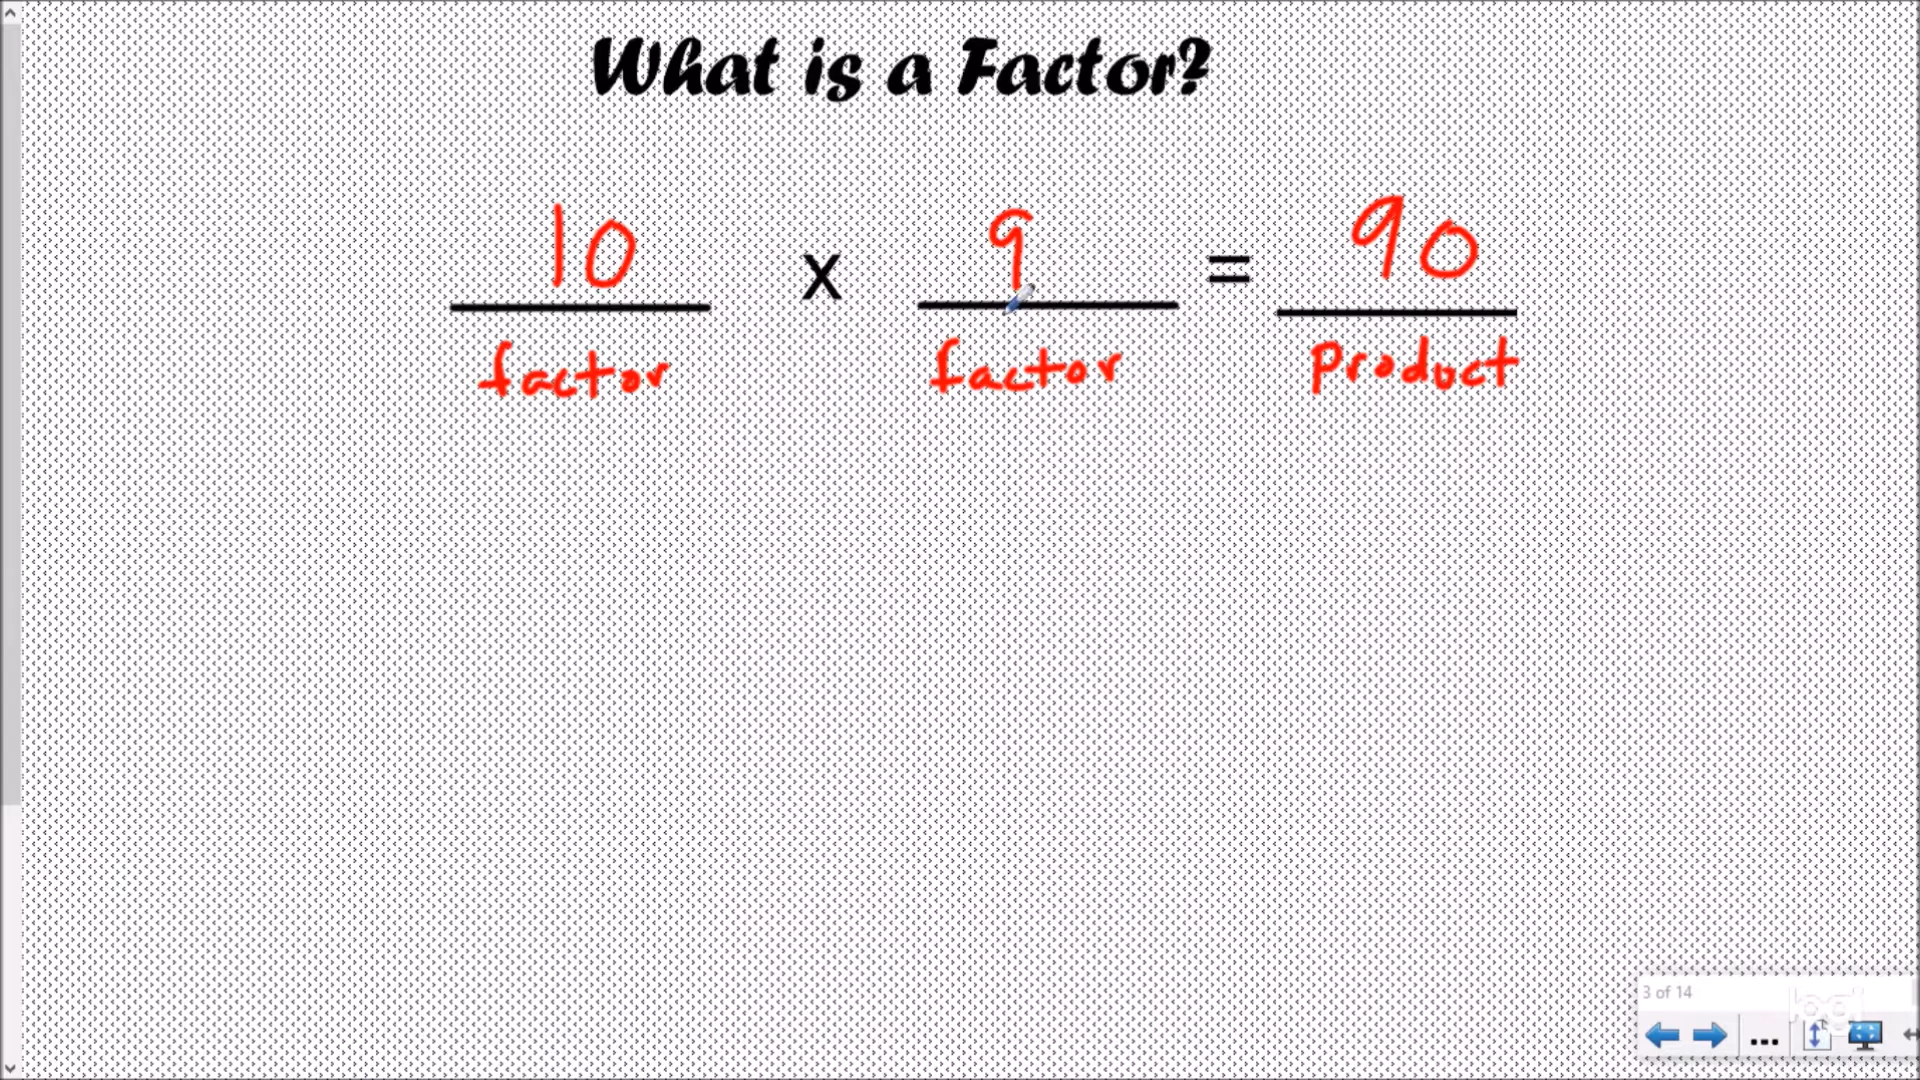 What is a Factor?
10 x 9 = 90
factor factor product
3 of 14
...